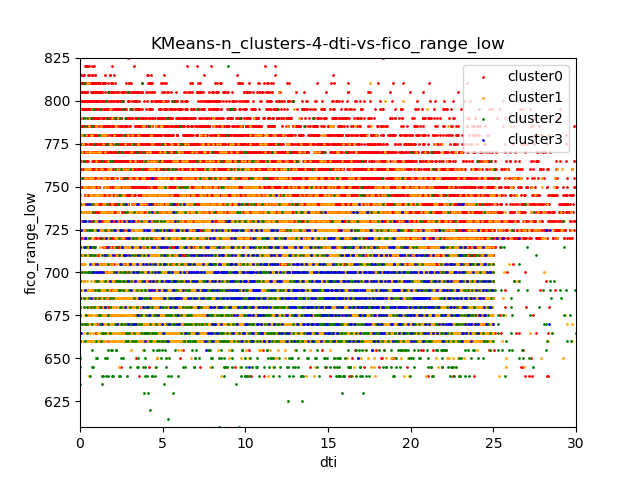 KMeans-n_clusters-4-dti-vs-fico_range_low
825
800
775
750
725
700
675
650
625
fico_range_low
0 5 10 15 20 25 30
dti
cluster0
cluster1
cluster2
cluster3